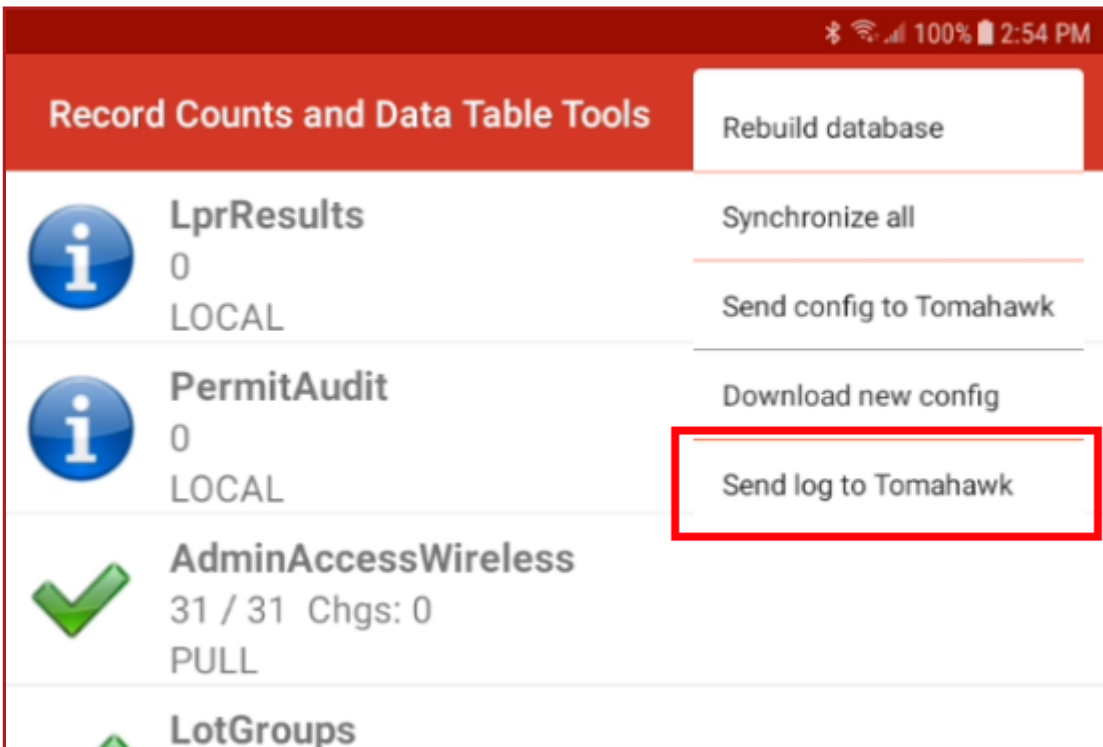 100% 2:54 PM
Record Counts and Data Table Tools
Rebuild database
Synchronize all
Send config to Tomahawk
Download new config
Send log to Tomahawk
LprResults
0
LOCAL
PermitAudit
0
LOCAL
AdminAccessWireless
31 / 31 Chgs: 0
PULL
LotGroups